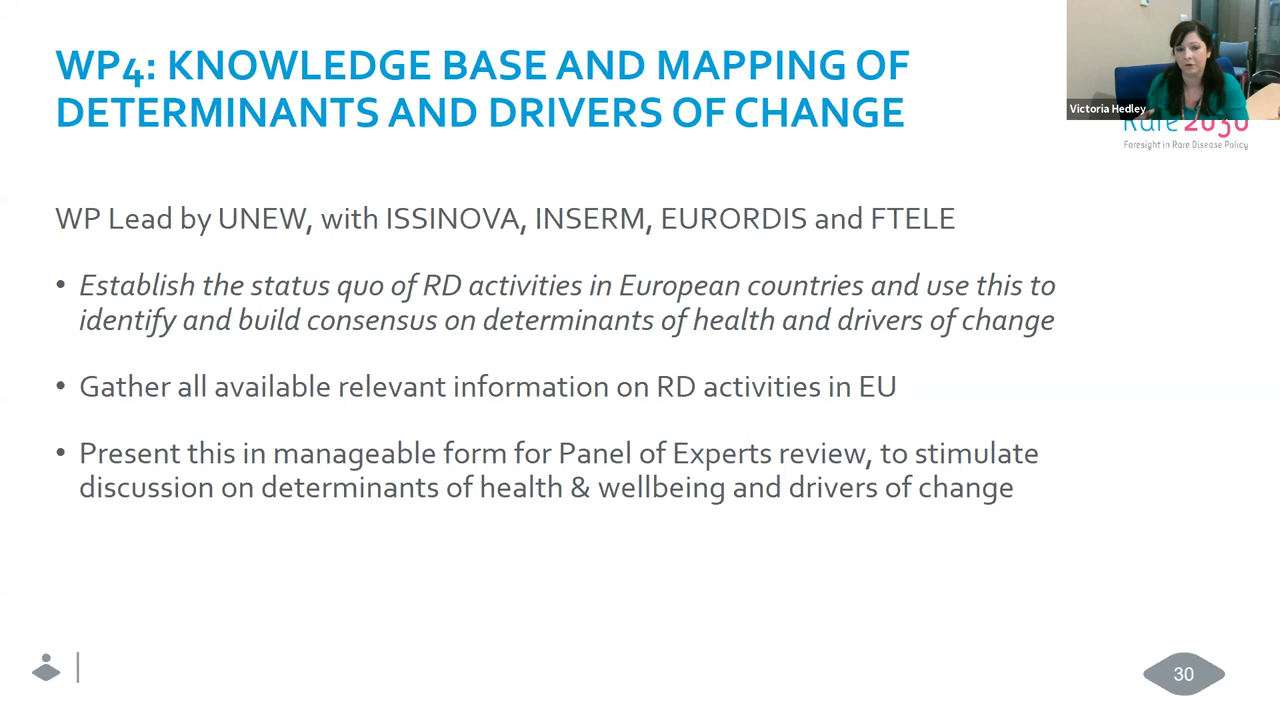 WP4: KNOWLEDGE BASE AND MAPPING OF
DETERMINANTS AND DRIVERS OF CHANGE
Victoria Hedley
Rare 2030
Foresight in Rare Disease Policy
WP Lead by UNEW, with ISSINOVA, INSERM, EURORDIS and FTELE
• Establish the status quo of RD activities in European countries and use this to
identify and build consensus on determinants of health and drivers of change
• Gather all available relevant information on RD activities in EU
• Present this in manageable form for Panel of Experts review, to stimulate
discussion on determinants of health & wellbeing and drivers of change
30